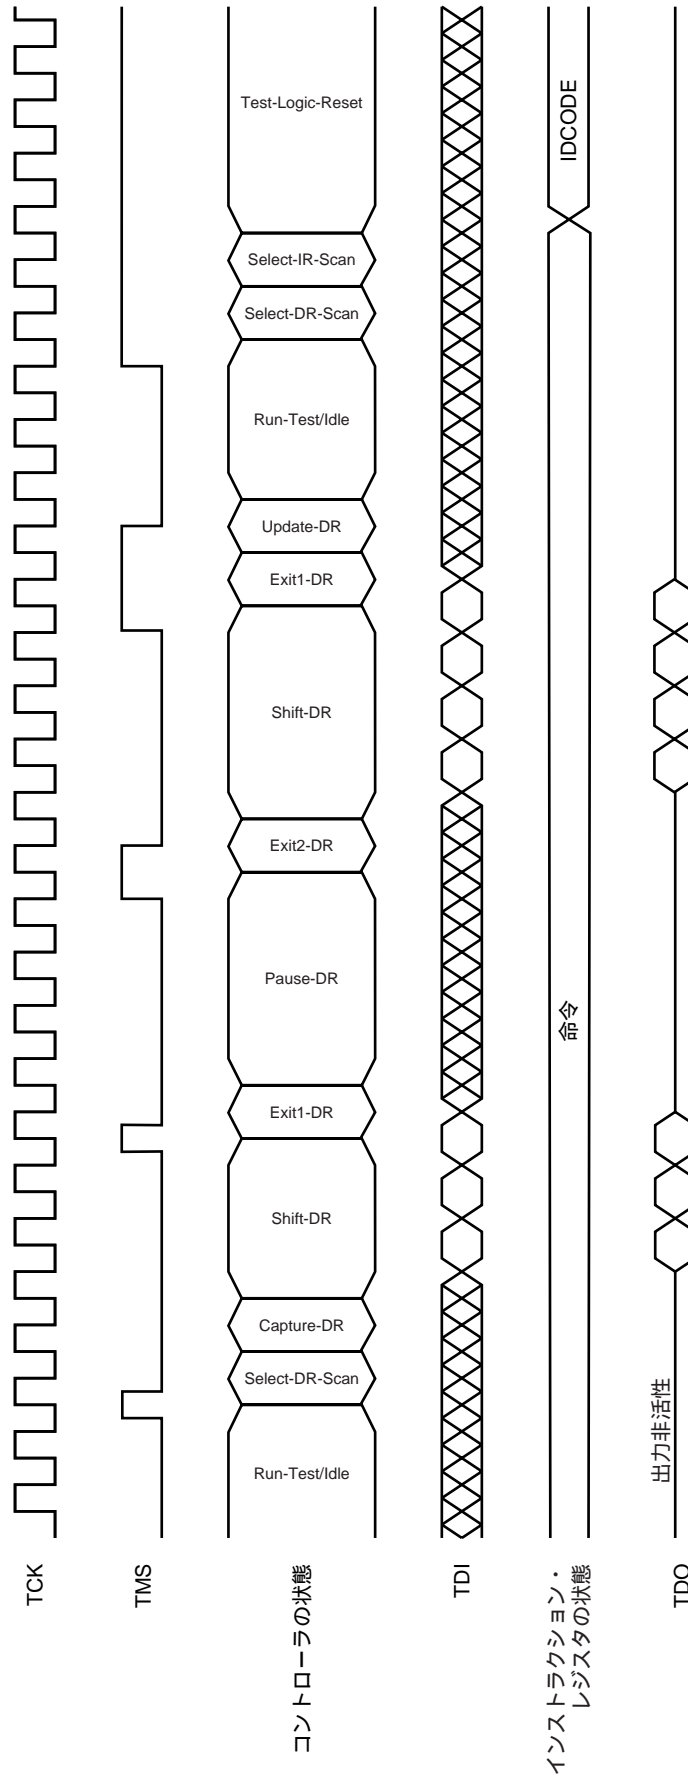 TCK
TMS
コントローラの状態
Run-Test/Idle
Select-DR-Scan
Capture-DR
Shift-DR
Exit1-DR
Pause-DR
Exit2-DR
Shift-DR
Exit1-DR
Update-DR
Run-Test/Idle
Select-DR-Scan
Select-IR-Scan
Test-Logic-Reset
TDI
インストラクション・
レジスタの状態
命令
IDCODE
TDO
出力非活性